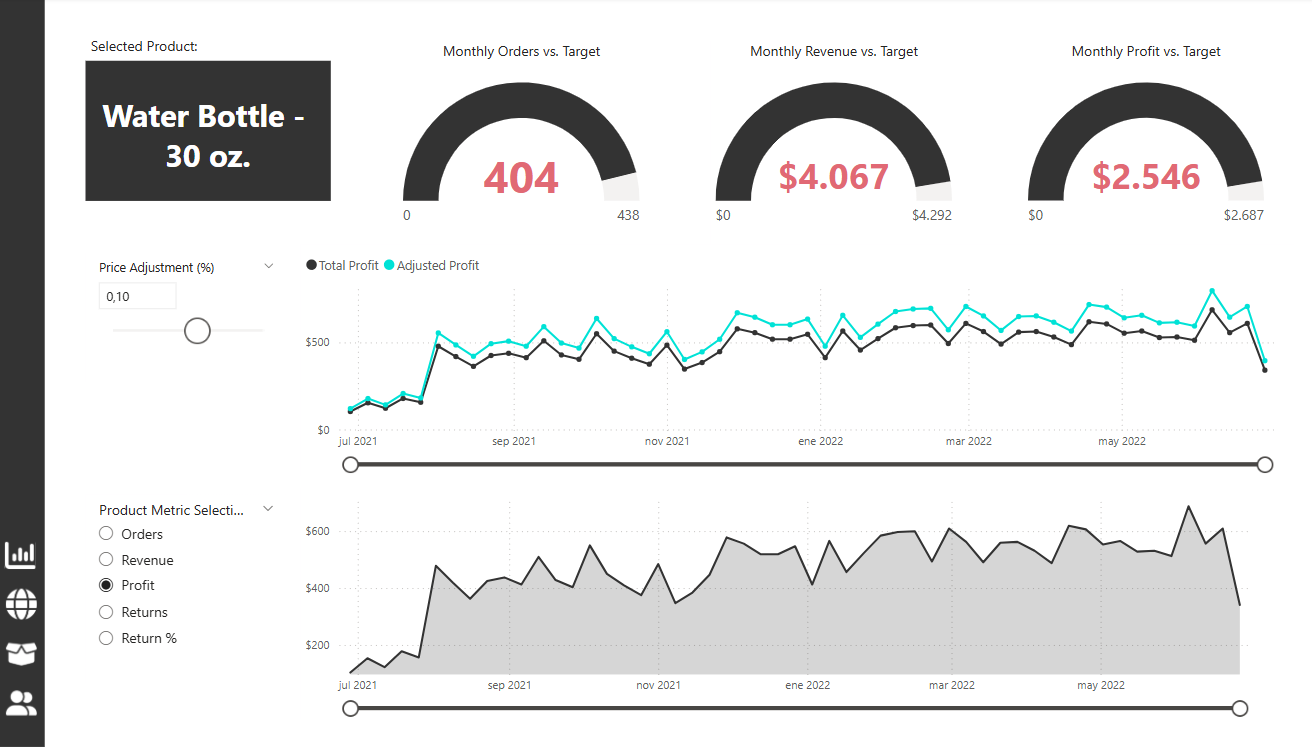 Selected Product:
Water Bottle -
30 oz.
Monthly Orders vs. Target
404
0
438
Monthly Revenue vs. Target
$4.067
$0
$4.292
Monthly Profit vs. Target
$2.546
$0
$2.687
Price Adjustment (%)
0,10
Total Profit Adjusted Profit
$500
$0
jul 2021 sep 2021 nov 2021 ene 2022 mar 2022 may 2022
Product Metric Selecti...
Orders
Revenue
Profit
Returns
Return %
$600
$400
$200
jul 2021 sep 2021 nov 2021 ene 2022 mar 2022 may 2022